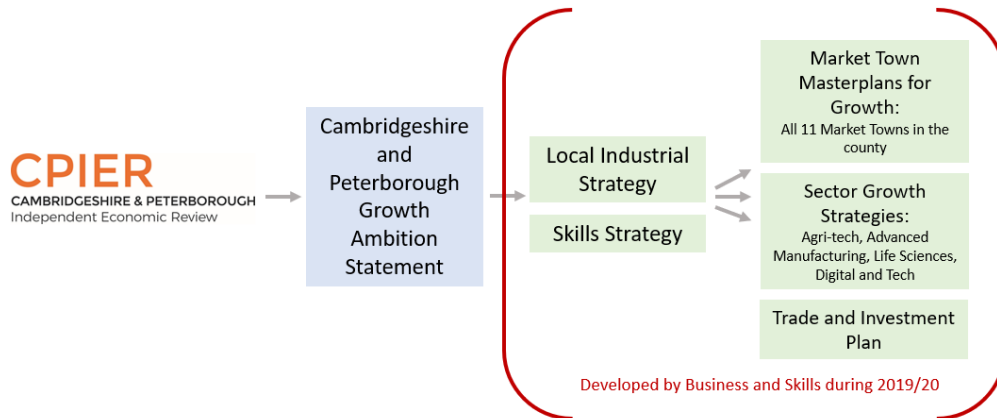 CPIER
CAMBRIDGESHIRE & PETERBOROUGH
Independent Economic Review
Cambridgeshire
and
Peterborough
Growth
Ambition
Statement
Local Industrial
Strategy
Skills Strategy
Market Town
Masterplans for
Growth:
All 11 Market Towns in the
county
Sector Growth
Strategies:
Agri-tech, Advanced
Manufacturing, Life Sciences,
Digital and Tech
Trade and Investment
Plan
Developed by Business and Skills during 2019/20